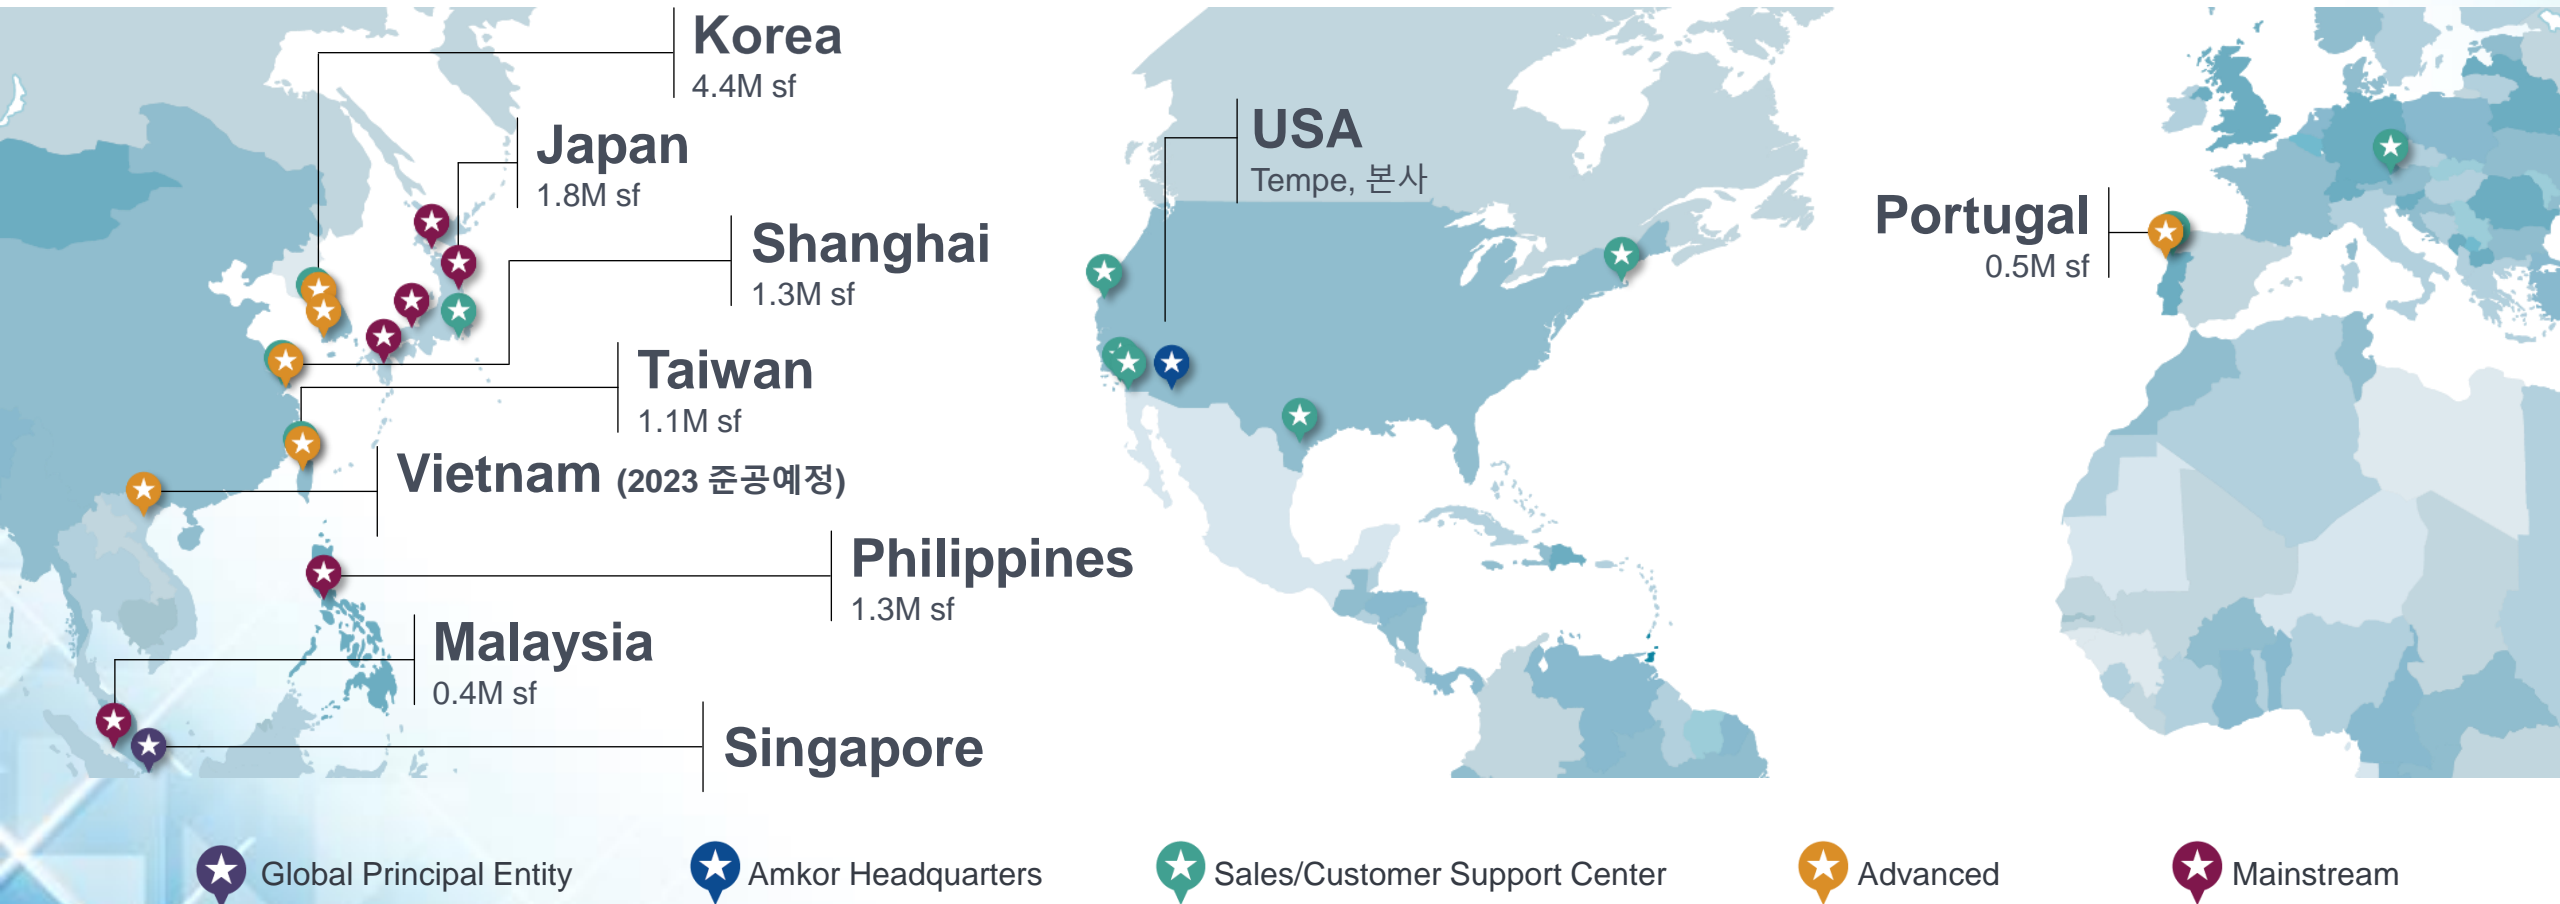 Korea
4.4M sf
Japan
1.8M sf
Shanghai
1.3M sf
Taiwan
1.1M sf
Vietnam (2023 준공예정)
Philippines
1.3M sf
Malaysia
0.4M sf
Singapore
USA
Tempe, 본사
Portugal
0.5M sf
Global Principal Entity
Amkor Headquarters
Sales/Customer Support Center
Advanced
Mainstream